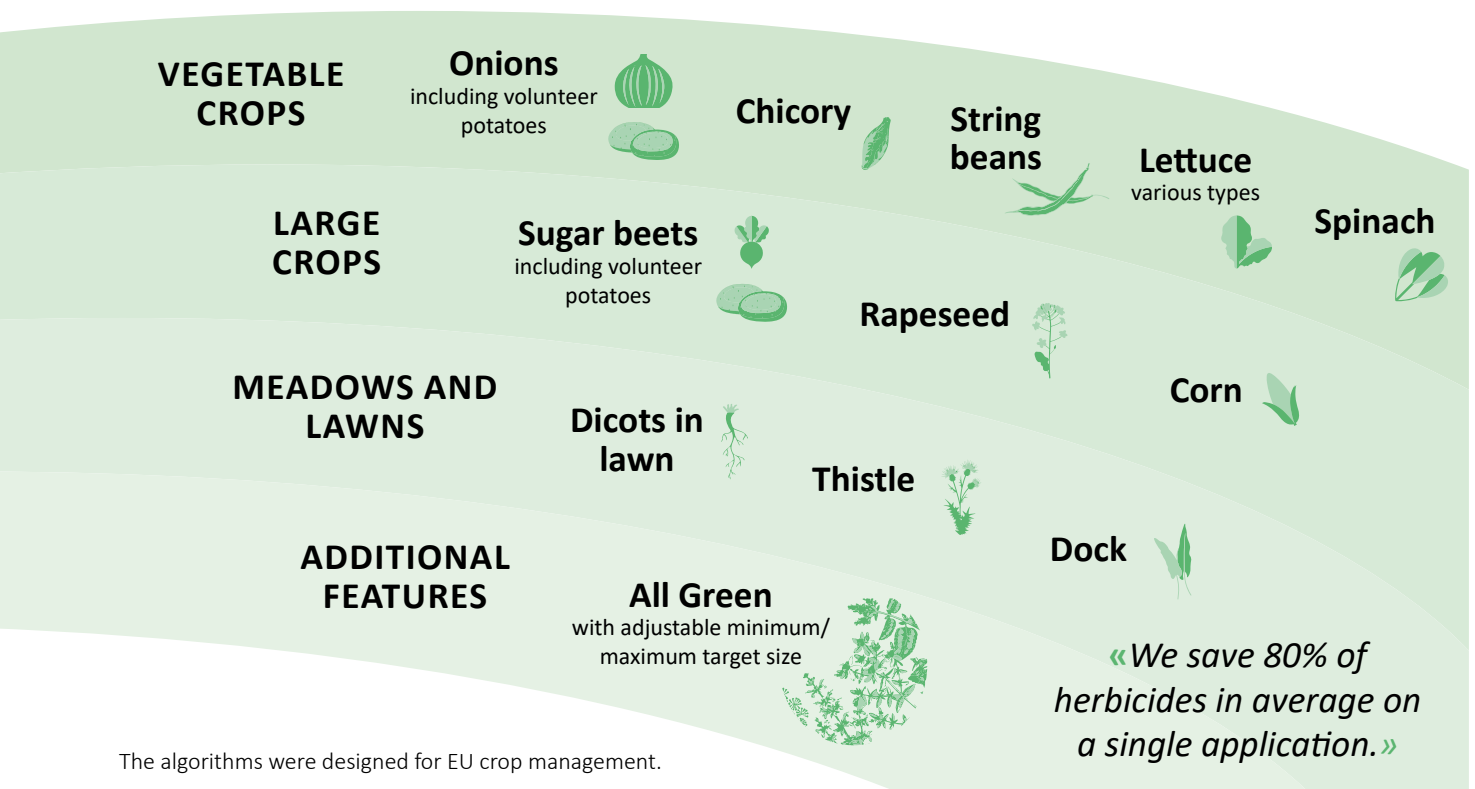 VEGETABLE
CROPS
Onions
including volunteer
potatoes
Chicory
String
beans
Lettuce
various types
Spinach
LARGE
CROPS
Sugar beets
including volunteer
potatoes
Rapeseed
Corn
MEADOWS AND
LAWNS
Dicots in
lawn
Thistle
Dock
ADDITIONAL
FEATURES
All Green
with adjustable minimum/
maximum target size
«We save 80% of
herbicides in average on
a single application.»
The algorithms were designed for EU crop management.